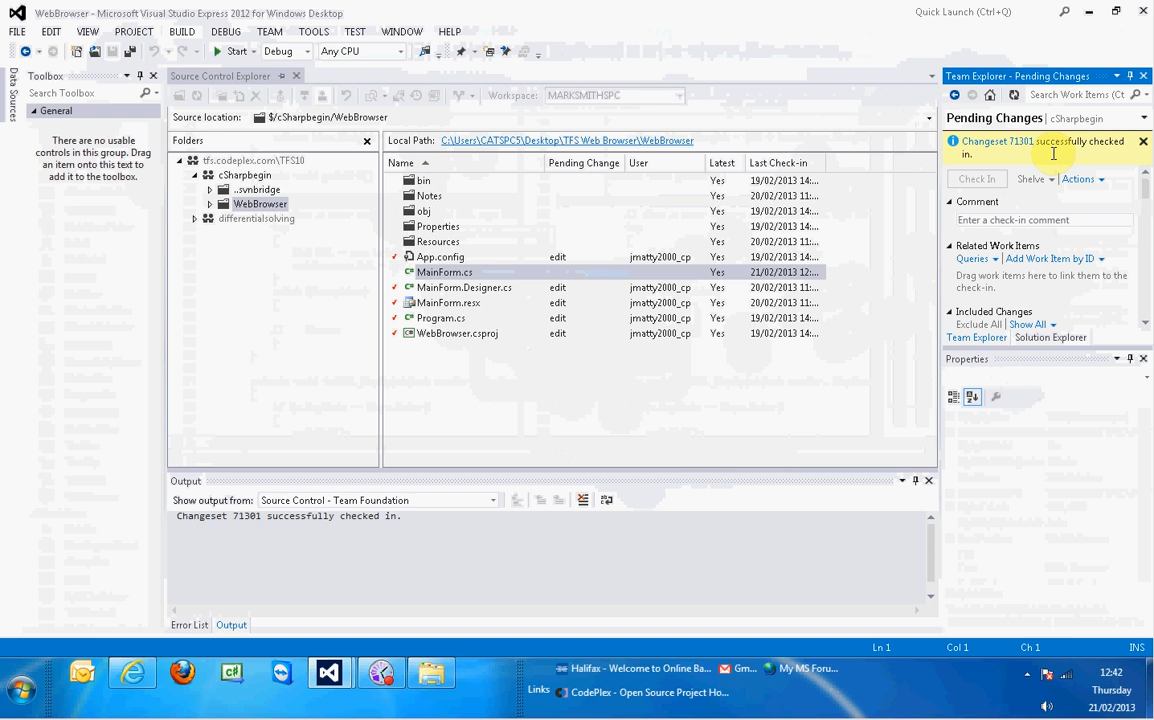 WebBrowser - Microsoft Visual Studio Express 2012 for Windows Desktop
Quick Launch (Ctrl+Q)
FILE EDIT VIEW PROJECT BUILD DEBUG TEAM TOOLS TEST WINDOW HELP
Start Debug Any CPU
Data Sources
Toolbox
Search Toolbox
General
There are no usable
controls in this group. Drag
an item onto this text to
add it to the toolbox.
Source Control Explorer
Workspace: MARKSMITHSPC
Source location: $/cSharpbegin/WebBrowser
Folders
tfs.codeplex.com\TFS10
cSharpbegin
..svnbridge
WebBrowser
differentialsolving
Local Path: C:\Users\CATSPC5\Desktop\TFS Web Browser\WebBrowser
Name Pending Change User Latest Last Check-in
bin Yes 19/02/2013 14:...
Notes Yes 20/02/2013 11:...
obj Yes 19/02/2013 14:...
Properties Yes 19/02/2013 14:...
Resources Yes 20/02/2013 11:...
App.config edit jmatty2000_cp Yes 19/02/2013 14:...
MainForm.cs Yes 21/02/2013 12:...
MainForm.Designer.cs edit jmatty2000_cp Yes 20/02/2013 11:...
MainForm.resx edit jmatty2000_cp Yes 20/02/2013 11:...
Program.cs edit jmatty2000_cp Yes 19/02/2013 14:...
WebBrowser.csproj edit jmatty2000_cp Yes 19/02/2013 14:...
Output
Show output from: Source Control - Team Foundation
Changeset 71301 successfully checked in.
Error List Output
Team Explorer - Pending Changes
Search Work Items (Ct
Pending Changes | cSharpbegin
Changeset 71301 successfully checked
in.
Check In Shelve Actions
Comment
Enter a check-in comment
Related Work Items
Queries Add Work Item by ID
Drag work items here to link them to the
check-in.
Included Changes
Exclude All Show All
Team Explorer Solution Explorer
Properties
Ln 1 Col 1 Ch 1 INS
Links
Halifax - Welcome to Online Ba... Gm... My MS Foru...
CodePlex - Open Source Project Ho...
12:42
Thursday
21/02/2013